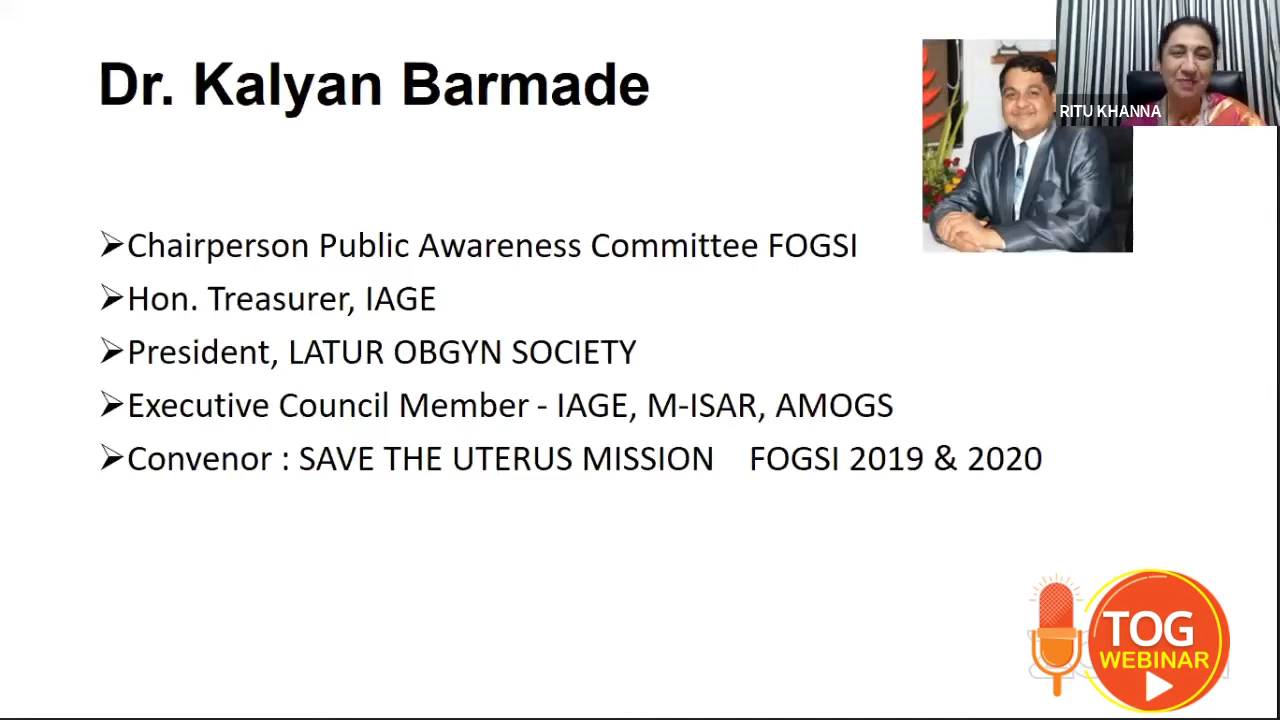 Dr. Kalyan Barmade
RITU KHANNA
➢Chairperson Public Awareness Committee FOGSI
➢Hon. Treasurer, IAGE
➢President, LATUR OBGYN SOCIETY
➢Executive Council Member - IAGE, M-ISAR, AMOGS
➢Convenor : SAVE THE UTERUS MISSION FOGSI 2019 & 2020
TOG
WEBINAR